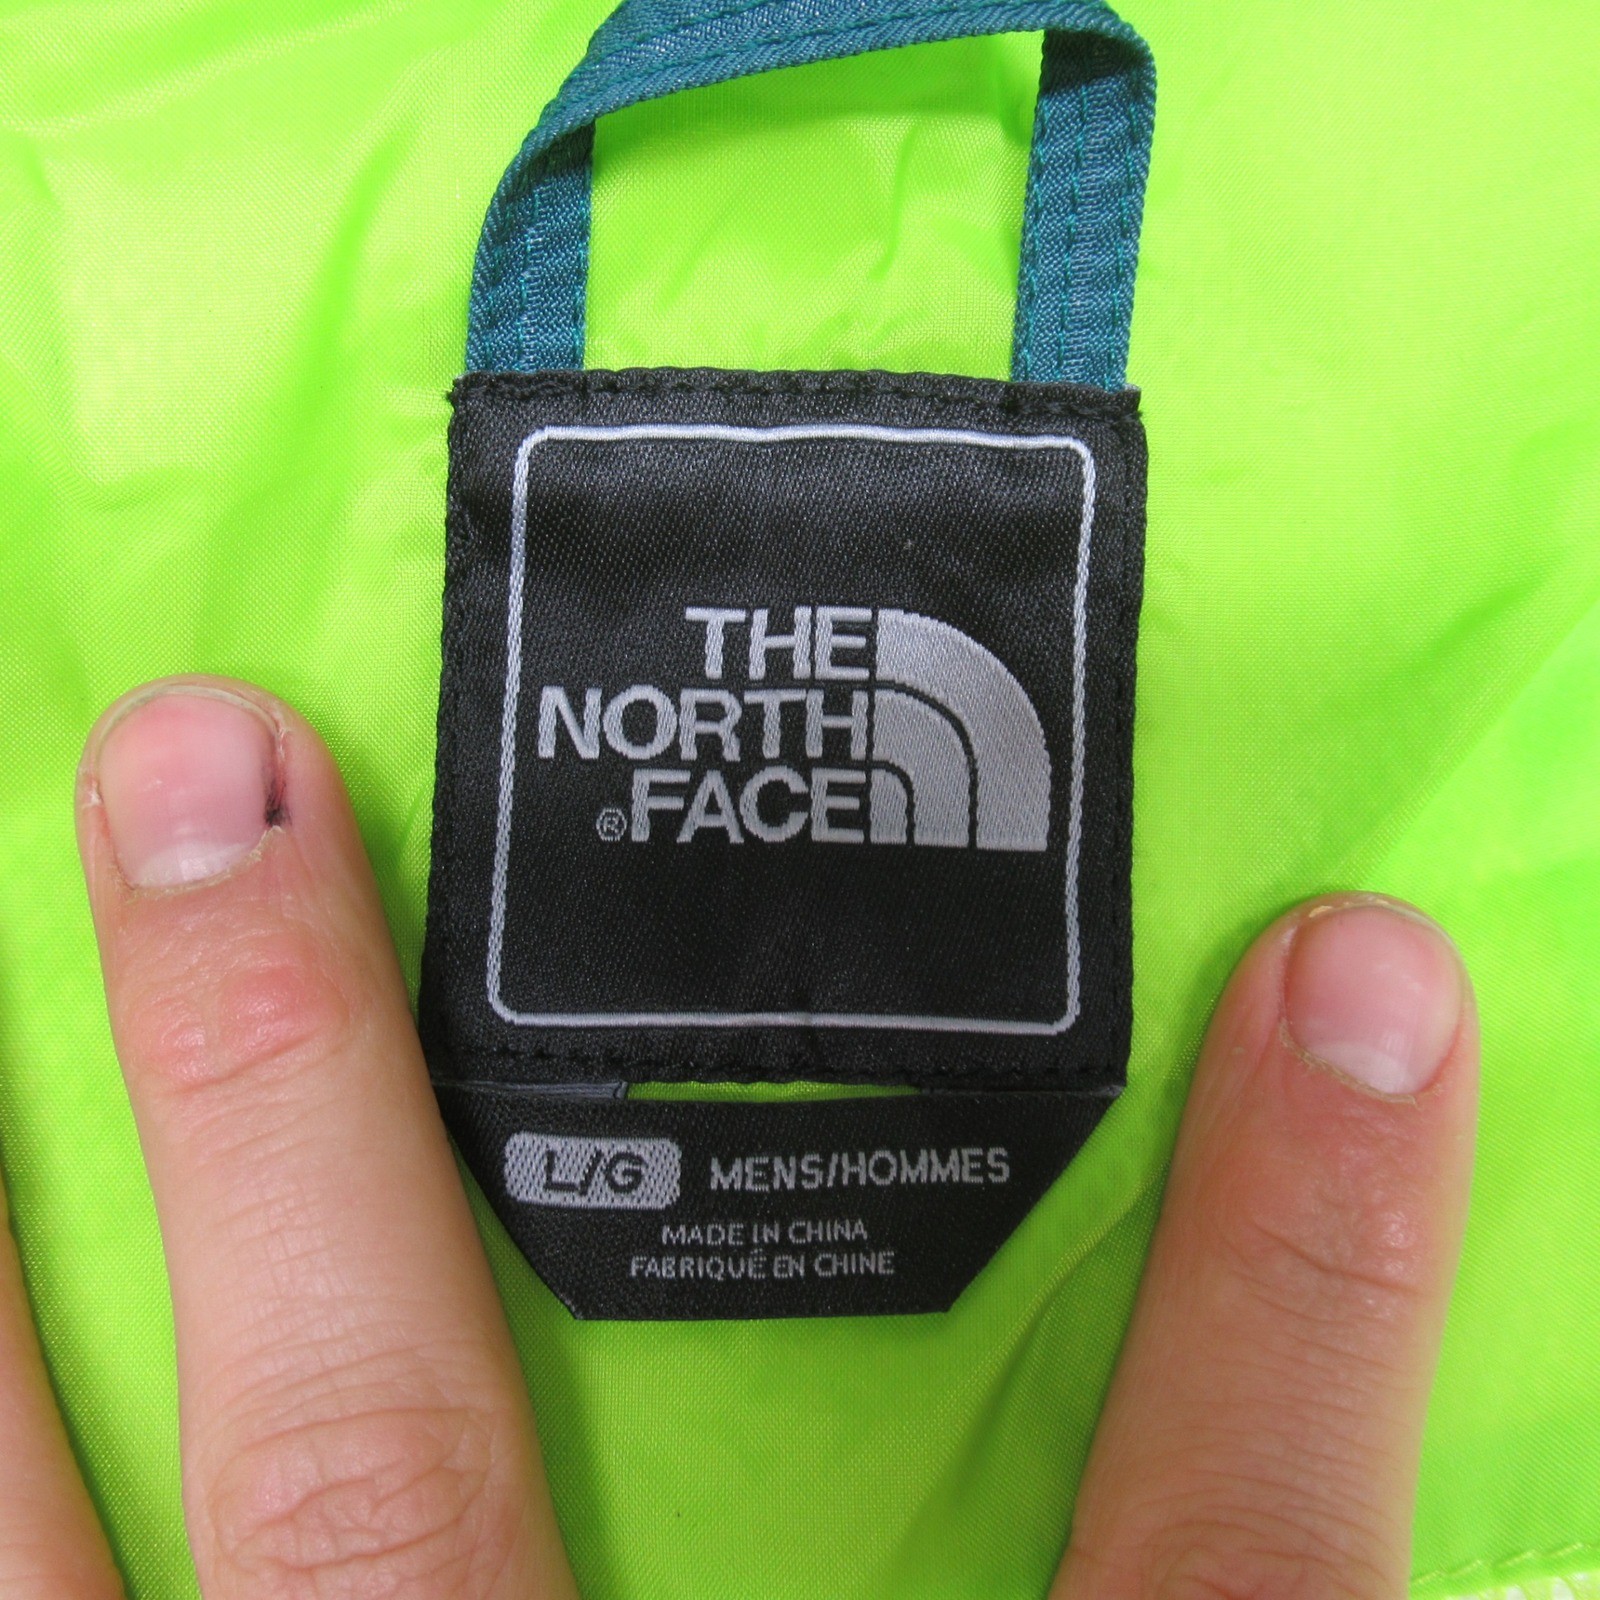 THE
NORTH
®FACE
L/G MENS/HOMMES
MADE IN CHINA
FABRIQUÉ EN CHINE